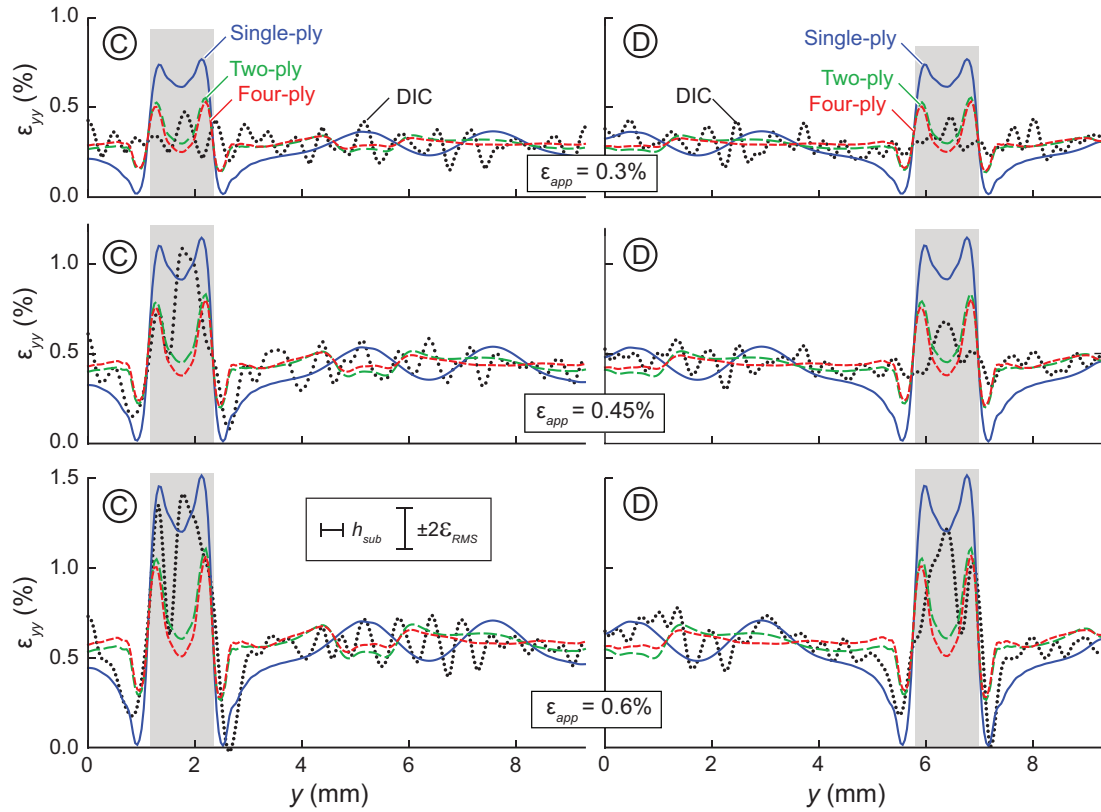 1.0
0.5
0.0
ε_yy (%)
C
Single-ply
Two-ply
Four-ply
DIC
D
Single-ply
Two-ply
Four-ply
DIC
ε_app = 0.3%
1.0
0.5
0.0
ε_yy (%)
C
D
ε_app = 0.45%
1.5
1.0
0.5
0.0
ε_yy (%)
C
h_sub ±2ε_RMS
D
ε_app = 0.6%
0 2 4 6 8
0 2 4 6 8
y (mm)
y (mm)